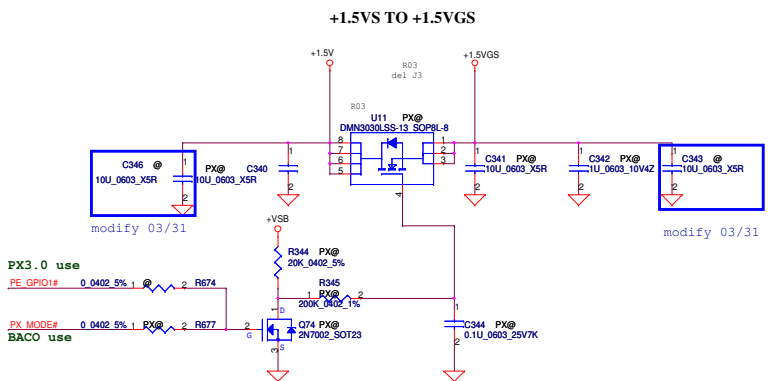 +1.5VS TO +1.5VGS
+1.5V
+1.5VGS
R03
del J3
R03
U11 PX@
DMN3030LSS-13_SOP8L-8
8
7
6
5
1
2
3
4
C346 @
10U_0603_X5R
1
2
PX@ C340
10U_0603_X5R
1
2
C341 PX@
10U_0603_X5R
1
2
C342 PX@
1U_0603_10V4Z
1
2
C343 @
10U_0603_X5R
1
2
modify 03/31
modify 03/31
+VSB
R344 PX@
20K_0402_5%
R345
1 PX@ 2
200K_0402_1%
PX3.0 use
PE_GPIO1# 0_0402_5% 1 @ 2 R674
PX_MODE# 0_0402_5% 1 PX@ 2 R677
BACO use
1 D
2 G
3 S
Q74 PX@
2N7002_SOT23
1
C344 PX@
0.1U_0603_25V7K
2